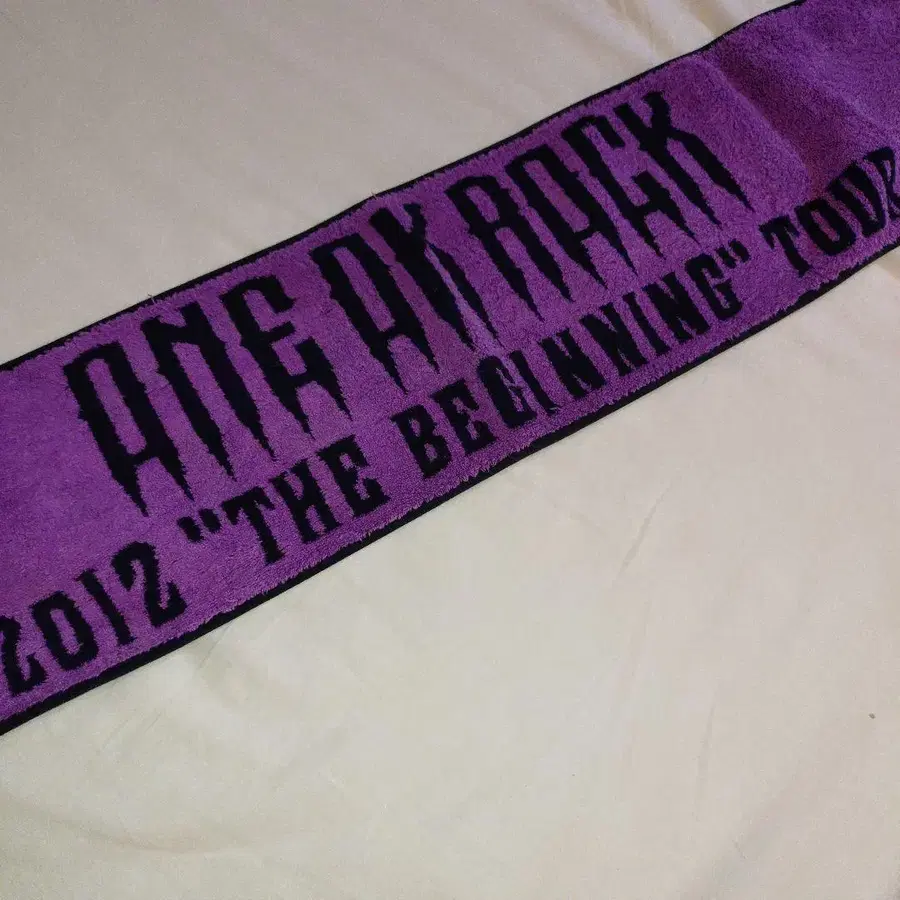 ONE OK ROCK
2012 "THE BEGINNING" TOUR